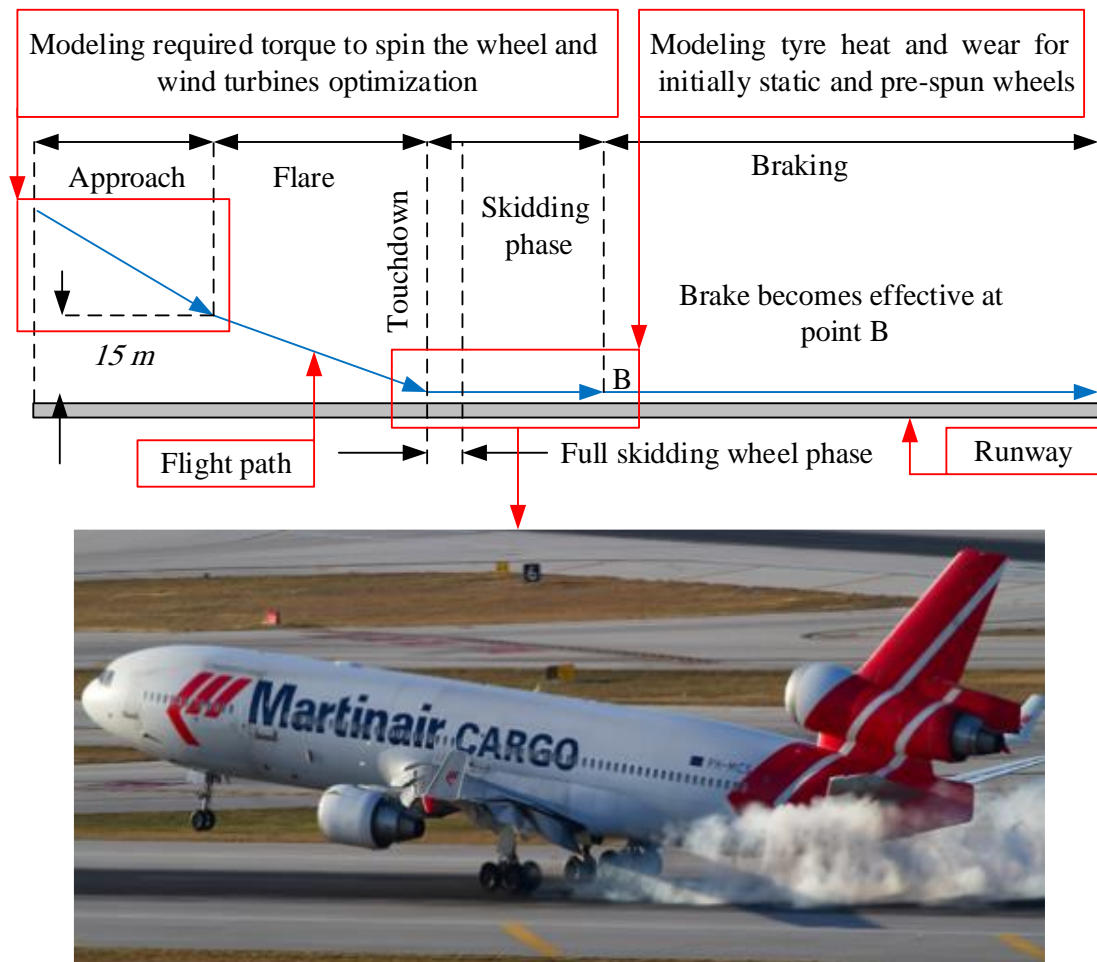 Modeling required torque to spin the wheel and
wind turbines optimization
Modeling tyre heat and wear for
initially static and pre-spun wheels
Approach
Flare
Touchdown
Skidding
phase
Braking
15 m
Brake becomes effective at
point B
B
Flight path
Full skidding wheel phase
Runway
Martinair CARGO